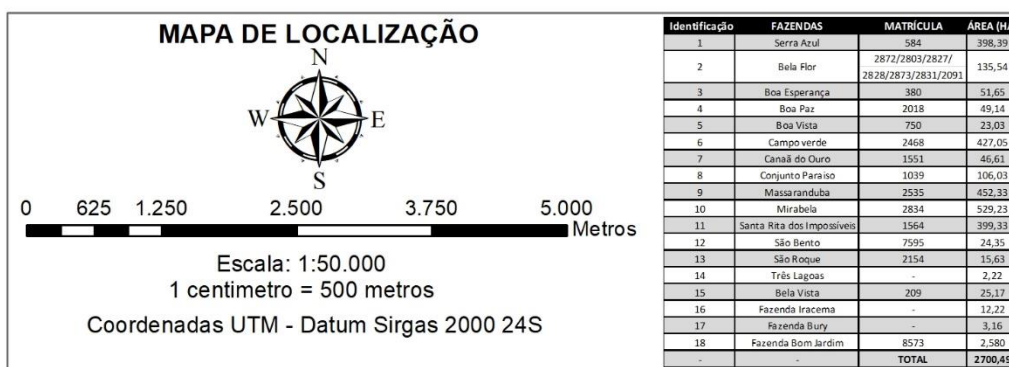 MAPA DE LOCALIZAÇÃO
N
W E
S
0 625 1.250 2.500 3.750 5.000
Metros
Escala: 1:50.000
1 centimetro = 500 metros
Coordenadas UTM - Datum Sirgas 2000 24S
Identificação FAZENDAS MATRÍCULA ÁREA (HA
1 Serra Azul 584 398,39
2 Bela Flor 2872/2803/2827/ 135,54
2828/2873/2831/2091
3 Boa Esperança 380 51,65
4 Boa Paz 2018 49,14
5 Boa Vista 750 23,03
6 Campo verde 2468 427,05
7 Canaã do Ouro 1551 46,61
8 Conjunto Paraiso 1039 106,03
9 Massaranduba 2535 452,33
10 Mirabela 2834 529,23
11 Santa Rita dos Impossíveis 1564 399,33
12 São Bento 7595 24,35
13 São Roque 2154 15,63
14 Três Lagoas - 2,22
15 Bela Vista 209 25,17
16 Fazenda Iracema - 12,22
17 Fazenda Bury - 3,16
18 Fazenda Bom Jardim 8573 2,580
- - TOTAL 2700,49